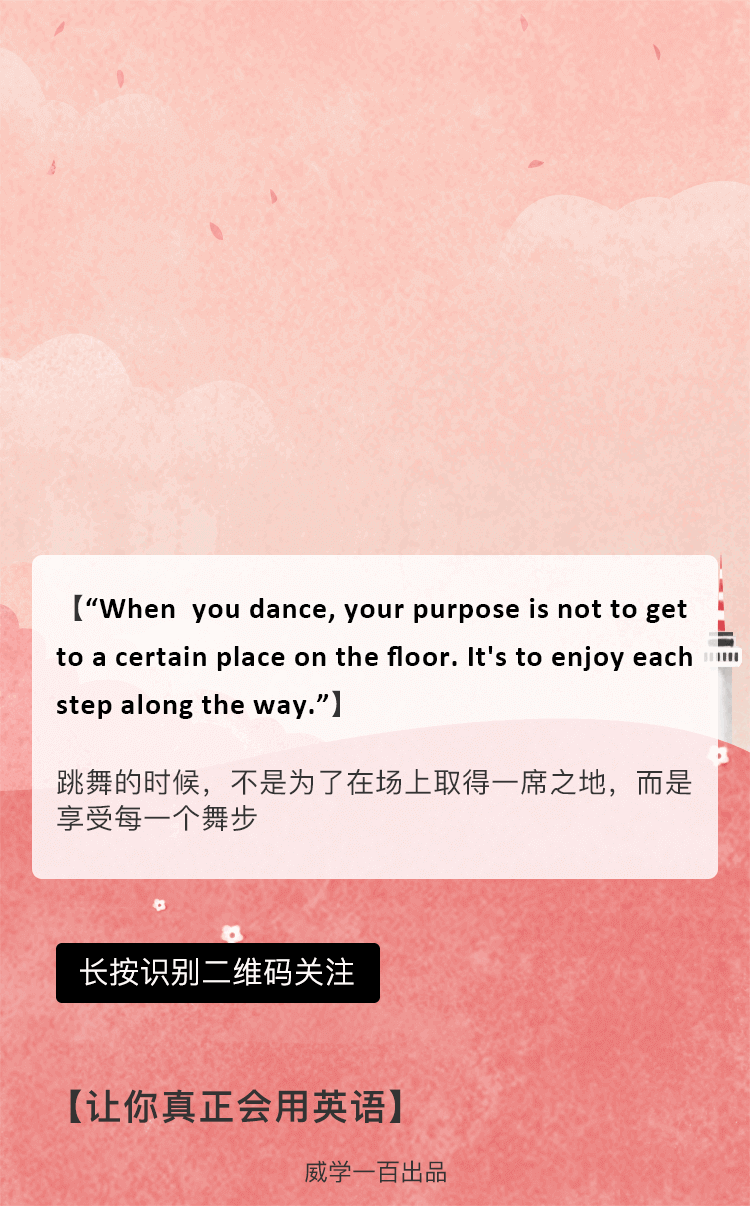 【“When  you dance, your purpose is not to get
to a certain place on the floor. It's to enjoy each
step along the way.”】
跳舞的时候，不是为了在场上取得一席之地，而是
享受每一个舞步
长按识别二维码关注
【让你真正会用英语】
威学一百出品